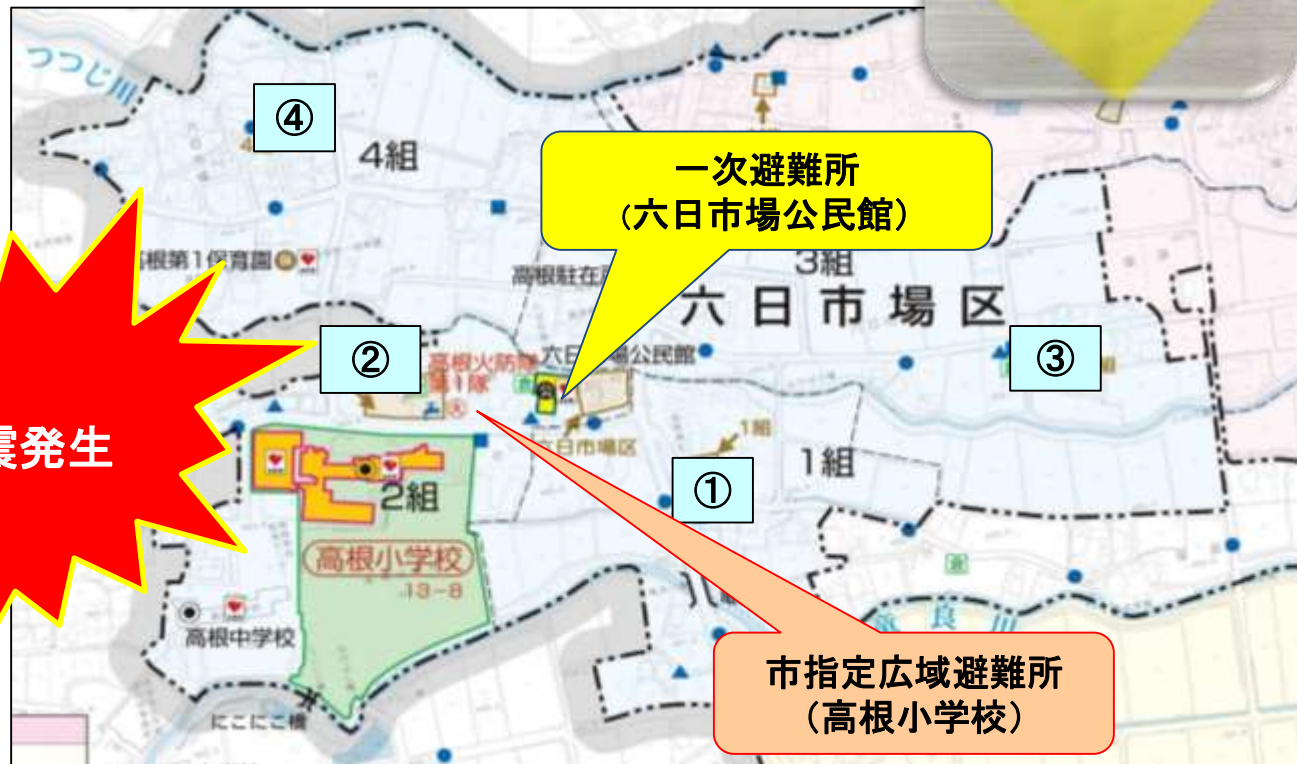 つつじ川
④
4組
一次避難所
(六日市場公民館)
高根第1保育園
高根駐在所
3組
六日市場区
②
高根火防隊
第1隊
六日市場公民館
③
震発生
六日市場区
1組
1組
①
2組
高根小学校
13-8
高根中学校
良川
にこにこ橋
市指定広域避難所
(高根小学校)